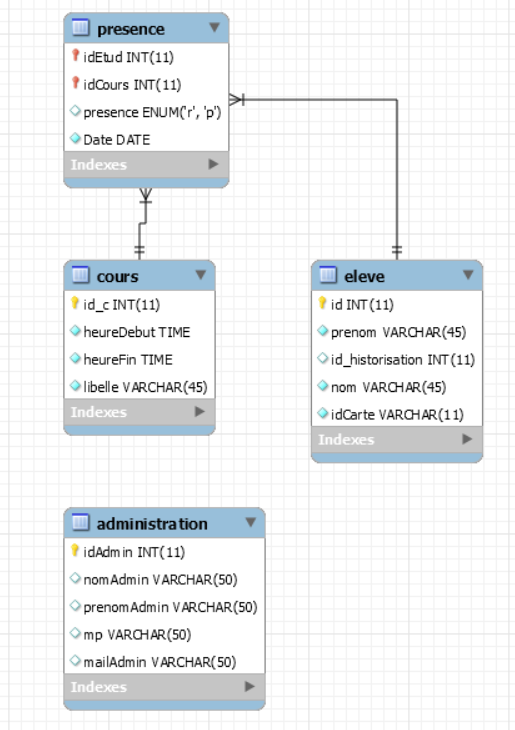 presence
idEtud INT(11)
idCours INT(11)
presence ENUM('r', 'p')
Date DATE
Indexes
cours
id_c INT(11)
heureDebut TIME
heureFin TIME
libelle VARCHAR(45)
Indexes
eleve
id INT(11)
prenom VARCHAR(45)
id_historisation INT(11)
nom VARCHAR(45)
idCarte VARCHAR(11)
Indexes
administration
idAdmin INT(11)
nomAdmin VARCHAR(50)
prenomAdmin VARCHAR(50)
mp VARCHAR(50)
mailAdmin VARCHAR(50)
Indexes